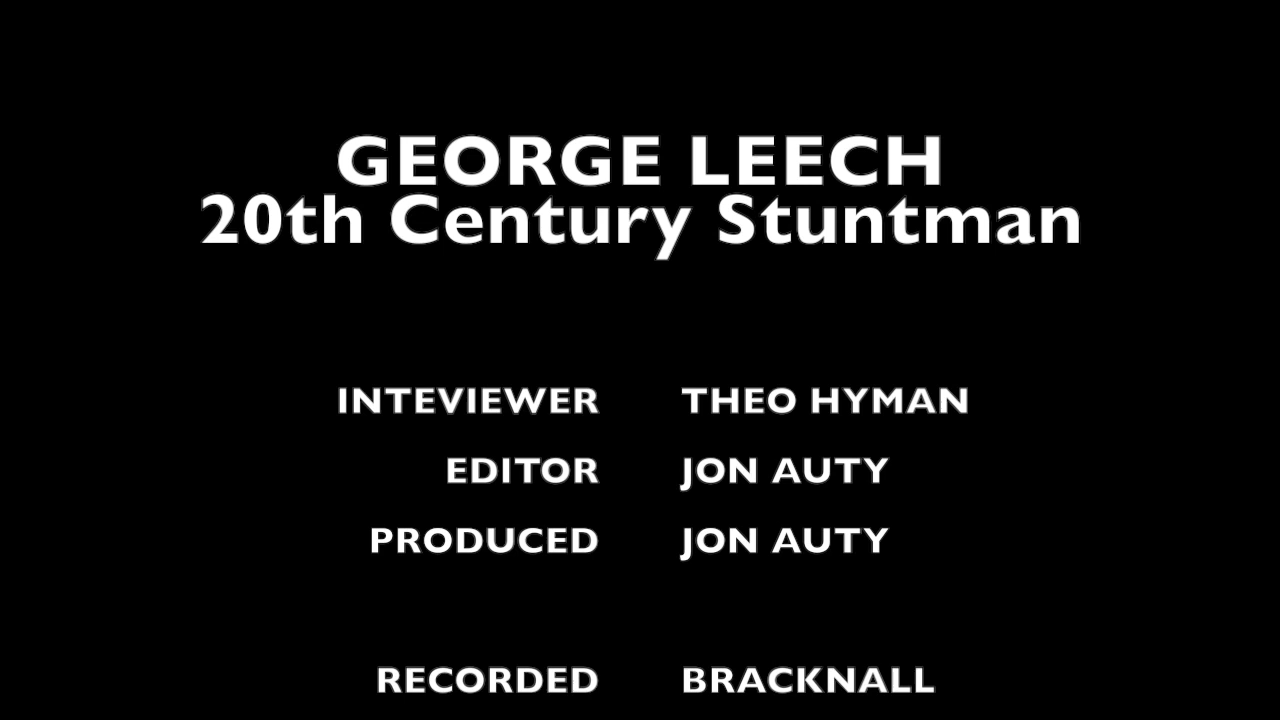 GEORGE LEECH
20th Century Stuntman
INTEVIEWER THEO HYMAN
EDITOR JON AUTY
PRODUCED JON AUTY
RECORDED BRACKNALL